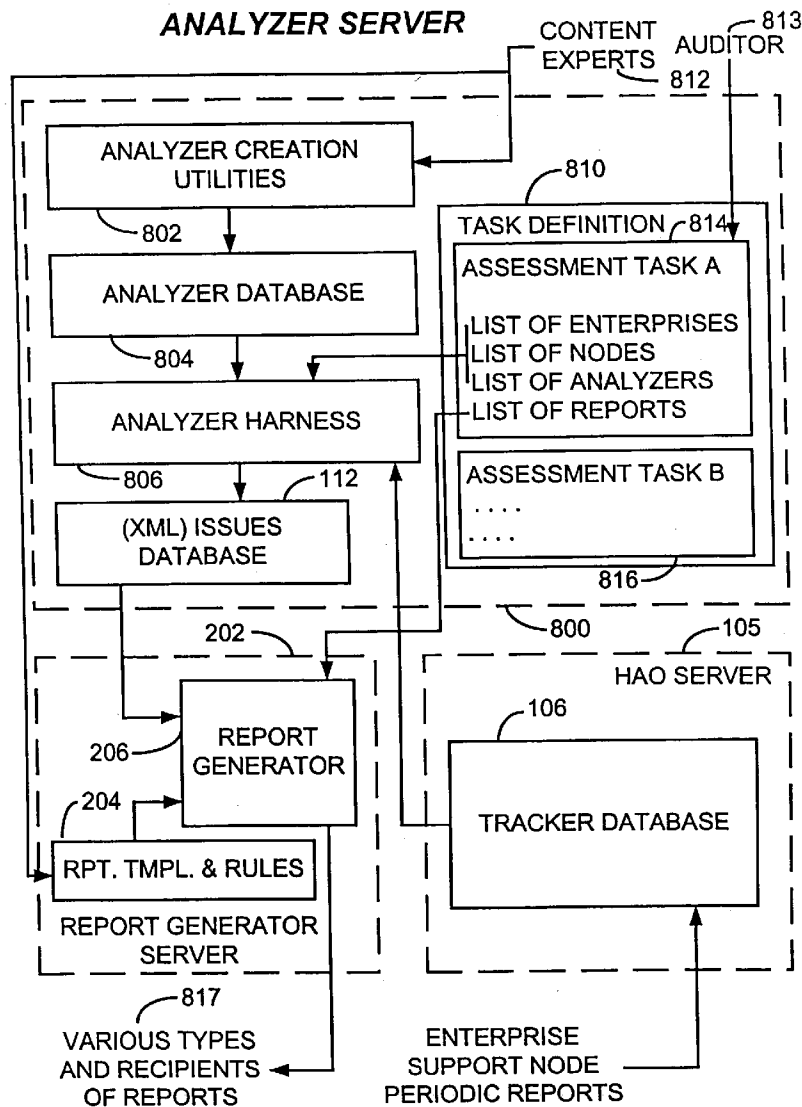 ANALYZER SERVER
813
CONTENT
EXPERTS
AUDITOR
812
ANALYZER CREATION
UTILITIES
802
810
TASK DEFINITION
814
ASSESSMENT TASK A
LIST OF ENTERPRISES
LIST OF NODES
LIST OF ANALYZERS
LIST OF REPORTS
ANALYZER DATABASE
804
ANALYZER HARNESS
806
112
(XML) ISSUES
DATABASE
ASSESSMENT TASK B
. . . .
. . . .
816
800
202
105
HAO SERVER
106
REPORT
GENERATOR
206
TRACKER DATABASE
204
RPT. TMPL. & RULES
REPORT GENERATOR
SERVER
817
VARIOUS TYPES
AND RECIPIENTS
OF REPORTS
ENTERPRISE
SUPPORT NODE
PERIODIC REPORTS